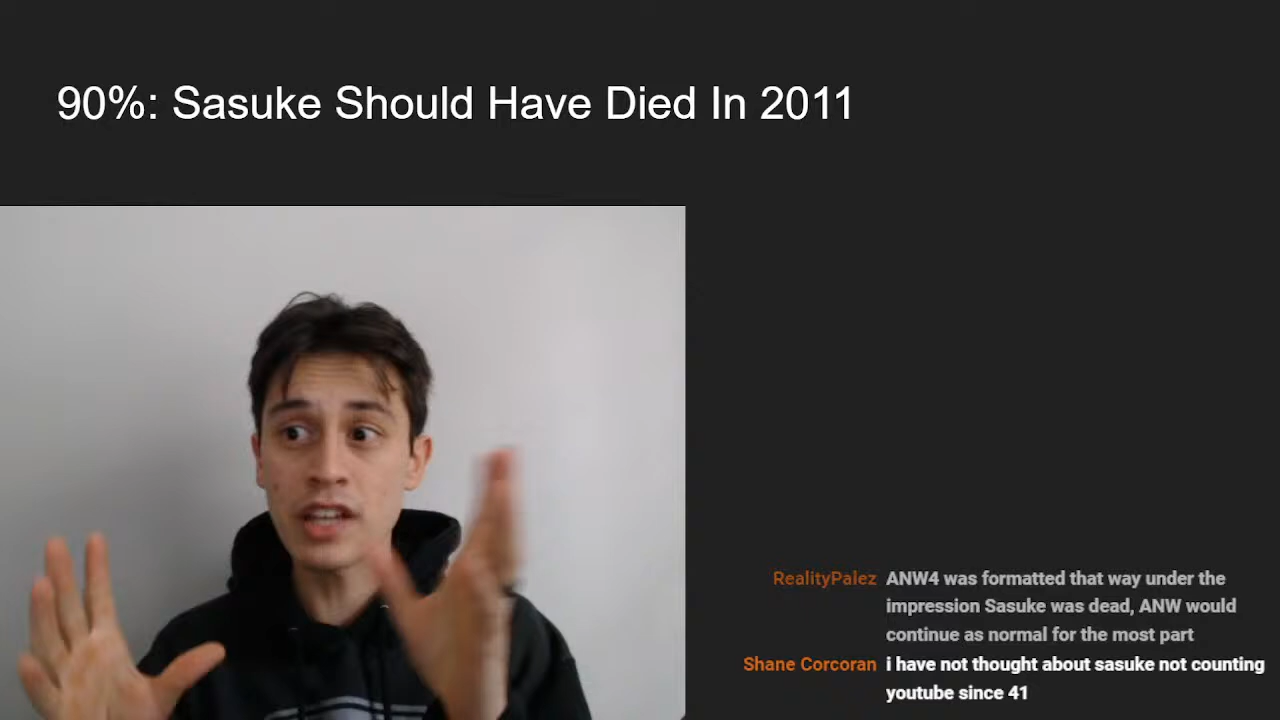 90%: Sasuke Should Have Died In 2011
RealityPalez ANW4 was formatted that way under the
impression Sasuke was dead, ANW would
continue as normal for the most part
Shane Corcoran i have not thought about sasuke not counting
youtube since 41